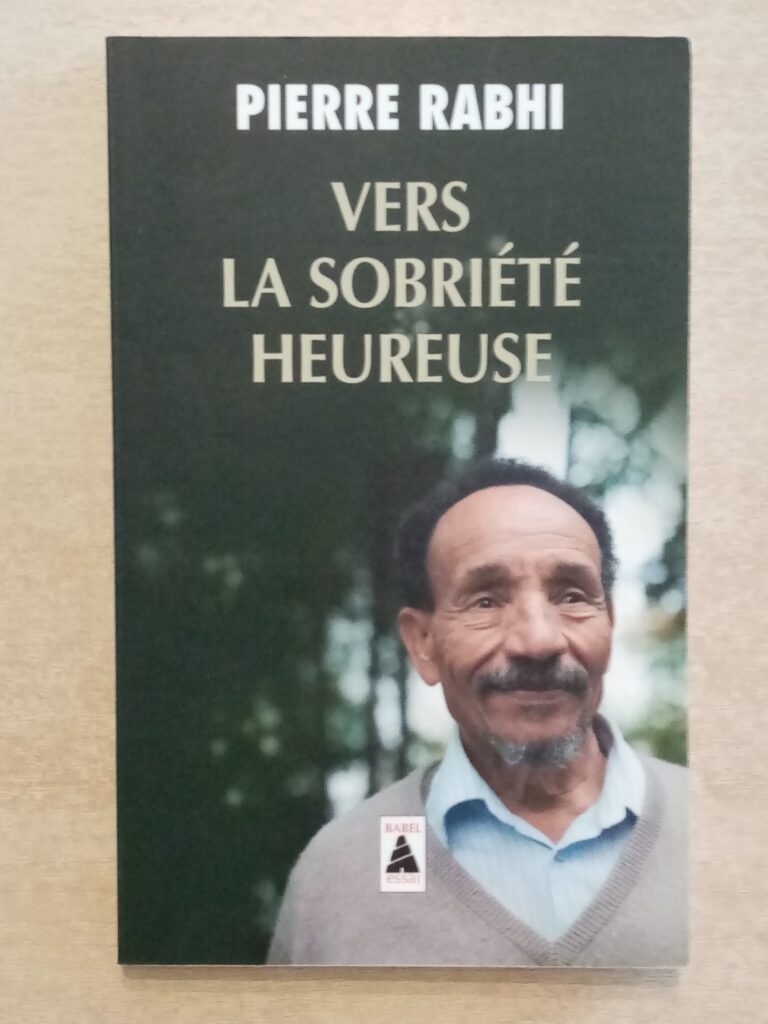 PIERRE RABHI
VERS
LA SOBRIÉTÉ
HEUREUSE
BABEL
essai